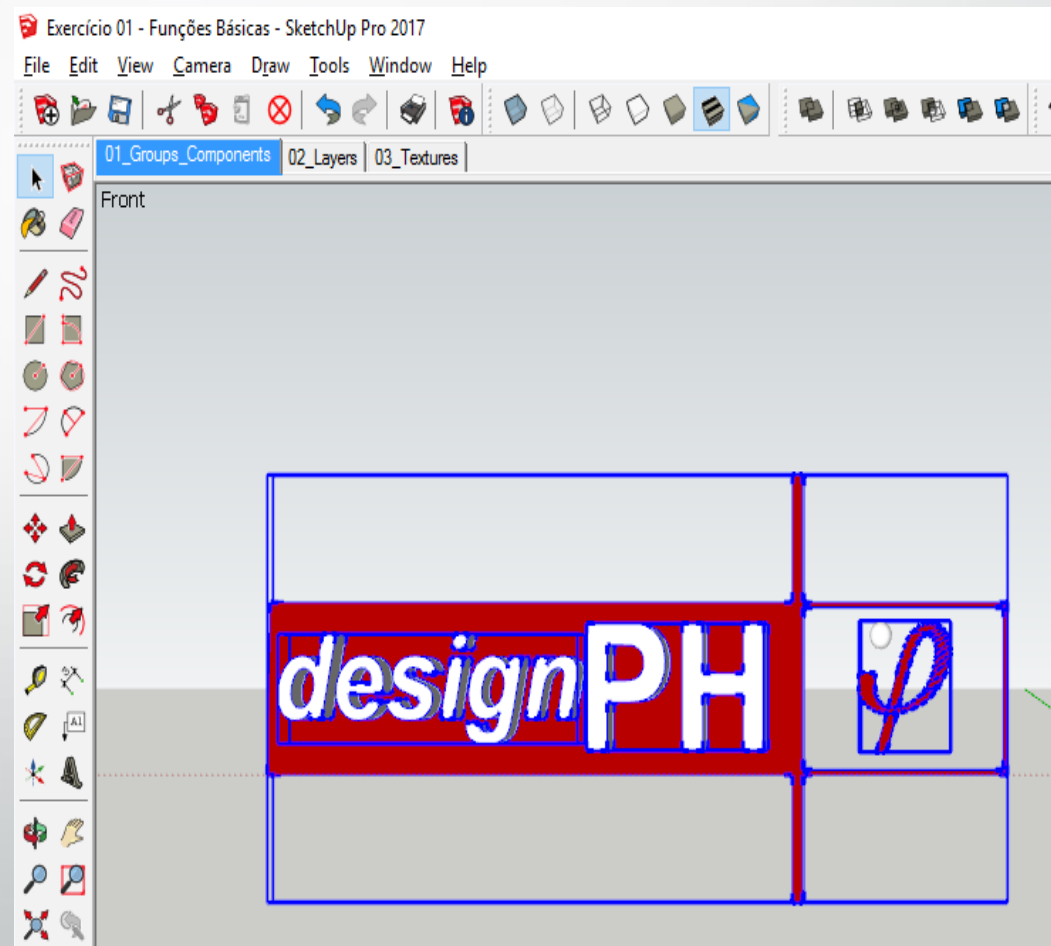 Exercício 01 - Funções Básicas - SketchUp Pro 2017
File Edit View Camera Draw Tools Window Help
01_Groups_Components 02_Layers 03_Textures
Front
designPH φ
A1